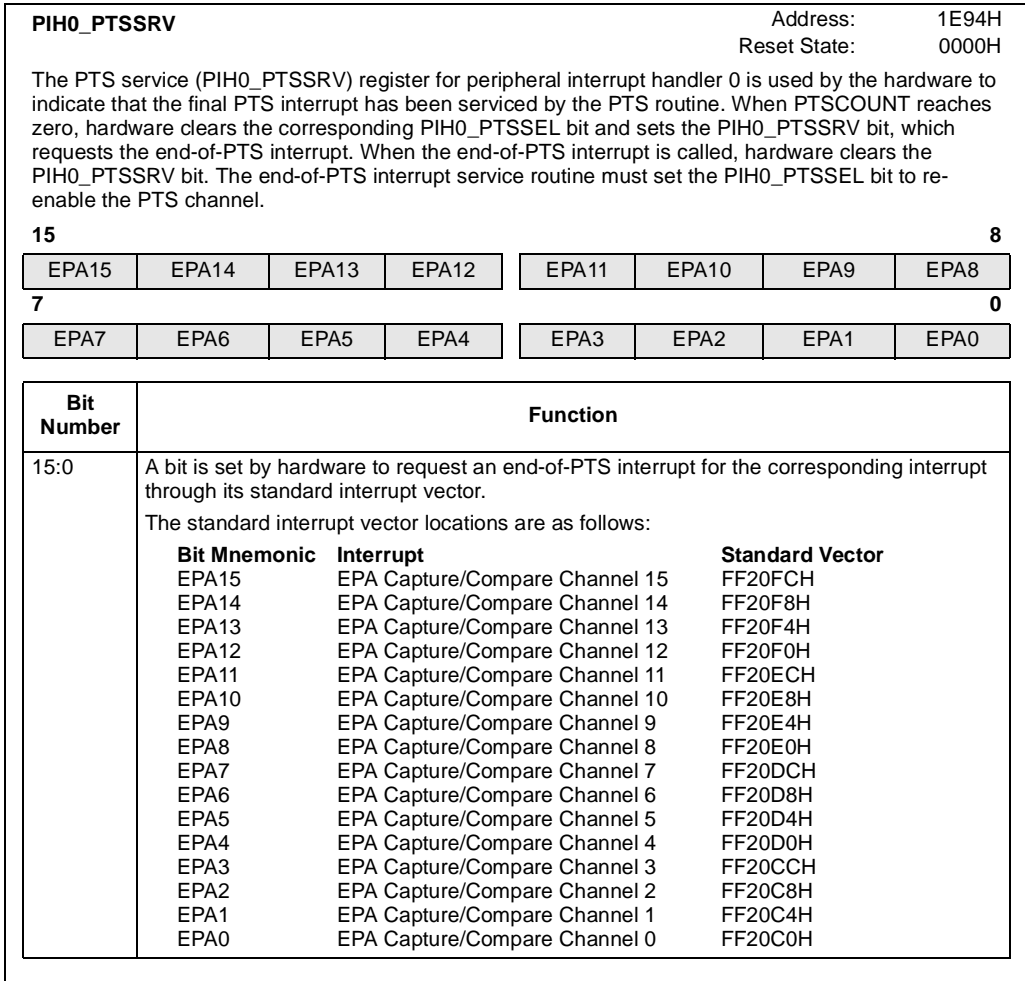 PIH0_PTSSRV Address: 1E94H
Reset State: 0000H
The PTS service (PIH0_PTSSRV) register for peripheral interrupt handler 0 is used by the hardware to
indicate that the final PTS interrupt has been serviced by the PTS routine. When PTSCOUNT reaches
zero, hardware clears the corresponding PIH0_PTSSEL bit and sets the PIH0_PTSSRV bit, which
requests the end-of-PTS interrupt. When the end-of-PTS interrupt is called, hardware clears the
PIH0_PTSSRV bit. The end-of-PTS interrupt service routine must set the PIH0_PTSSEL bit to re-
enable the PTS channel.
15 8
EPA15 EPA14 EPA13 EPA12 EPA11 EPA10 EPA9 EPA8
7 0
EPA7 EPA6 EPA5 EPA4 EPA3 EPA2 EPA1 EPA0
Bit
Number
Function
15:0 A bit is set by hardware to request an end-of-PTS interrupt for the corresponding interrupt
through its standard interrupt vector.
The standard interrupt vector locations are as follows:
Bit Mnemonic Interrupt Standard Vector
EPA15 EPA Capture/Compare Channel 15 FF20FCH
EPA14 EPA Capture/Compare Channel 14 FF20F8H
EPA13 EPA Capture/Compare Channel 13 FF20F4H
EPA12 EPA Capture/Compare Channel 12 FF20F0H
EPA11 EPA Capture/Compare Channel 11 FF20ECH
EPA10 EPA Capture/Compare Channel 10 FF20E8H
EPA9 EPA Capture/Compare Channel 9 FF20E4H
EPA8 EPA Capture/Compare Channel 8 FF20E0H
EPA7 EPA Capture/Compare Channel 7 FF20DCH
EPA6 EPA Capture/Compare Channel 6 FF20D8H
EPA5 EPA Capture/Compare Channel 5 FF20D4H
EPA4 EPA Capture/Compare Channel 4 FF20D0H
EPA3 EPA Capture/Compare Channel 3 FF20CCH
EPA2 EPA Capture/Compare Channel 2 FF20C8H
EPA1 EPA Capture/Compare Channel 1 FF20C4H
EPA0 EPA Capture/Compare Channel 0 FF20C0H